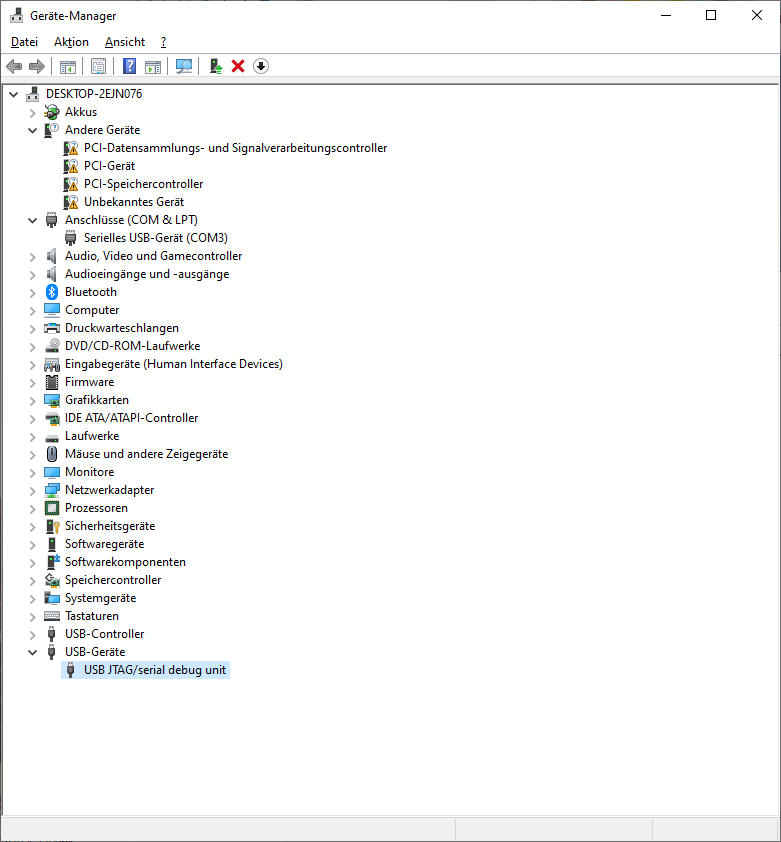 Geräte-Manager
Datei Aktion Ansicht ?
DESKTOP-2EJN076
Akkus
Andere Geräte
PCI-Datensammlungs- und Signalverarbeitungscontroller
PCI-Gerät
PCI-Speichercontroller
Unbekanntes Gerät
Anschlüsse (COM & LPT)
Serielles USB-Gerät (COM3)
Audio, Video und Gamecontroller
Audioeingänge und -ausgänge
Bluetooth
Computer
Druckwarteschlangen
DVD/CD-ROM-Laufwerke
Eingabegeräte (Human Interface Devices)
Firmware
Grafikkarten
IDE ATA/ATAPI-Controller
Laufwerke
Mäuse und andere Zeigegeräte
Monitore
Netzwerkadapter
Prozessoren
Sicherheitsgeräte
Softwaregeräte
Softwarekomponenten
Speichercontroller
Systemgeräte
Tastaturen
USB-Controller
USB-Geräte
USB JTAG/serial debug unit